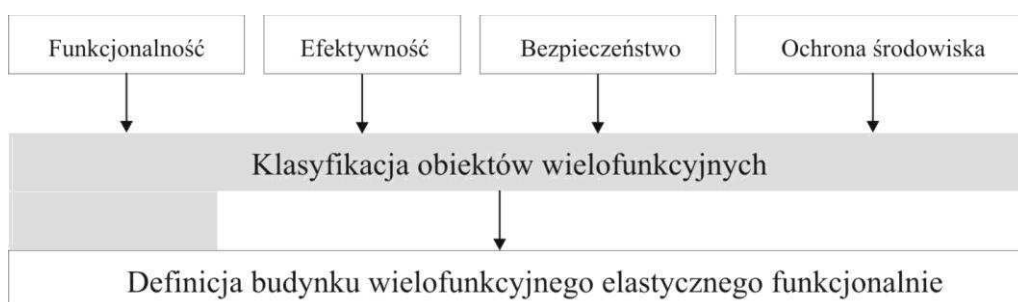 Funkcjonalność
Efektywność
Bezpieczeństwo
Ochrona środowiska
Klasyfikacja obiektów wielofunkcyjnych
Definicja budynku wielofunkcyjnego elastycznego funkcjonalnie